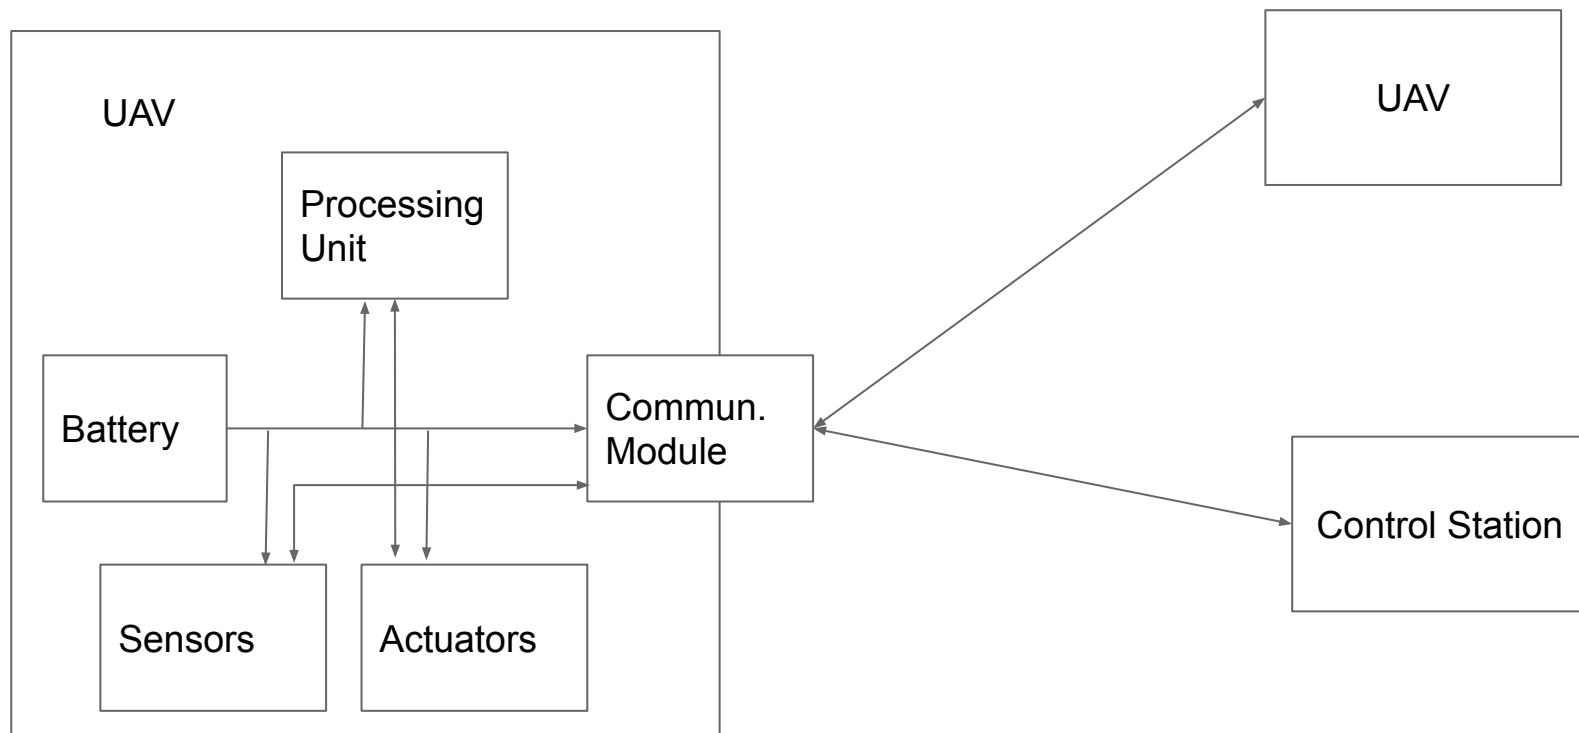 UAV
UAV
Processing
Unit
Battery
Commun.
Module
Control Station
Sensors
Actuators